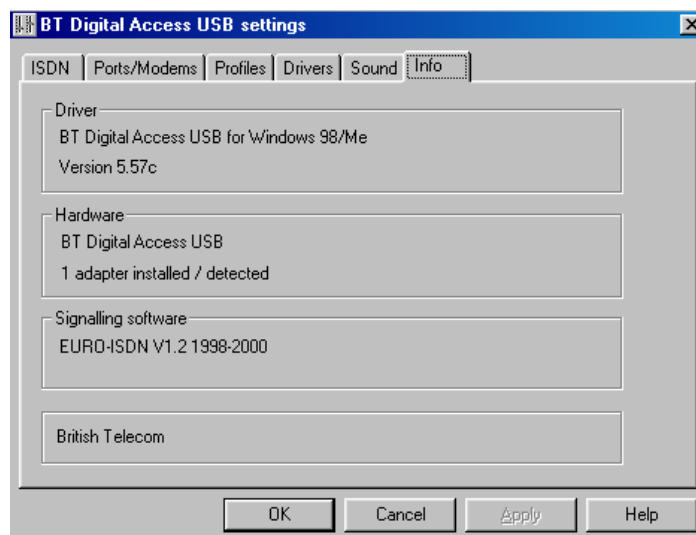 BT Digital Access USB settings
ISDN Ports/Modems Profiles Drivers Sound Info
Driver
BT Digital Access USB for Windows 98/Me
Version 5.57c
Hardware
BT Digital Access USB
1 adapter installed / detected
Signalling software
EURO-ISDN V1.2 1998-2000
British Telecom
OK Cancel Apply Help